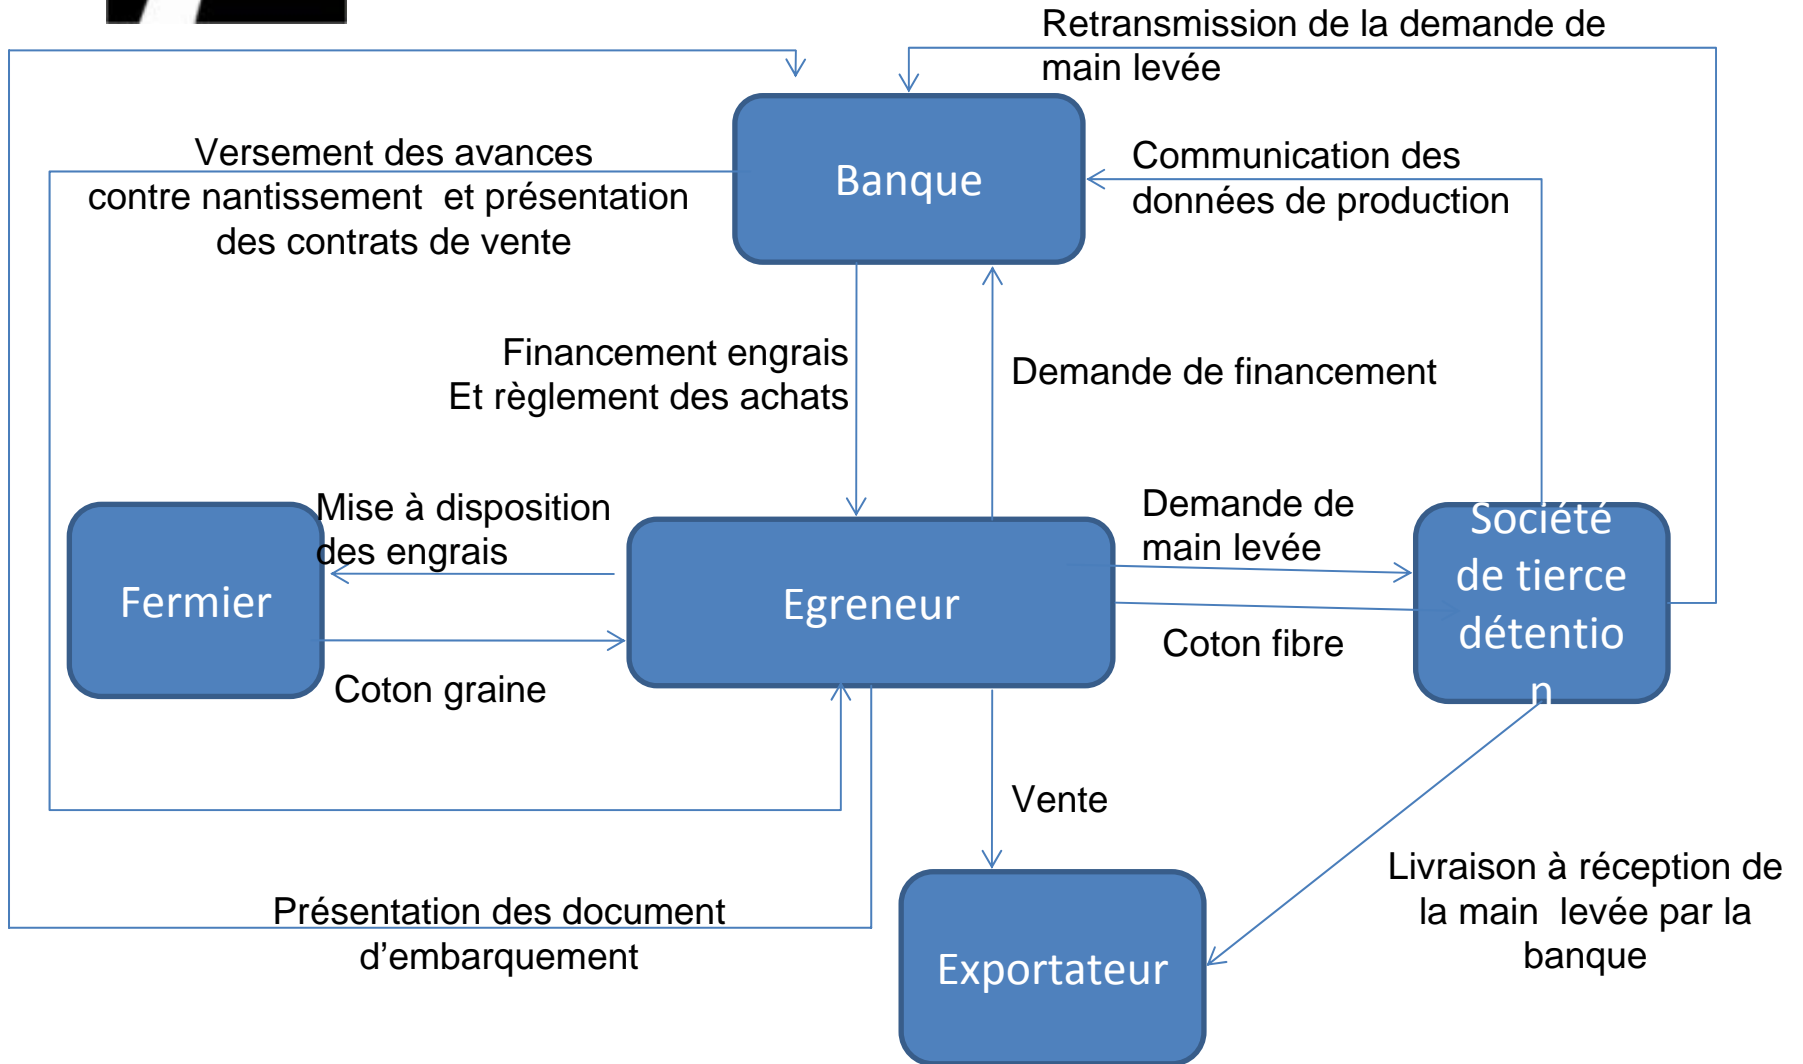 Retransmission de la demande de
main levée
Versement des avances
contre nantissement et présentation
des contrats de vente
Banque
Communication des
données de production
Financement engrais
Et règlement des achats
Demande de financement
Mise à disposition
des engrais
Demande de
main levée
Société
de tierce
détentio
n
Fermier
Egreneur
Coton graine
Coton fibre
Vente
Livraison à réception de
la main levée par la
banque
Présentation des document
d'embarquement
Exportateur